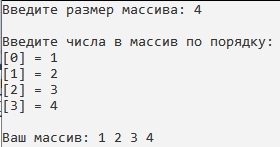 Введите размер массива: 4
Введите числа в массив по порядку:
[0] = 1
[1] = 2
[2] = 3
[3] = 4
Ваш массив: 1 2 3 4